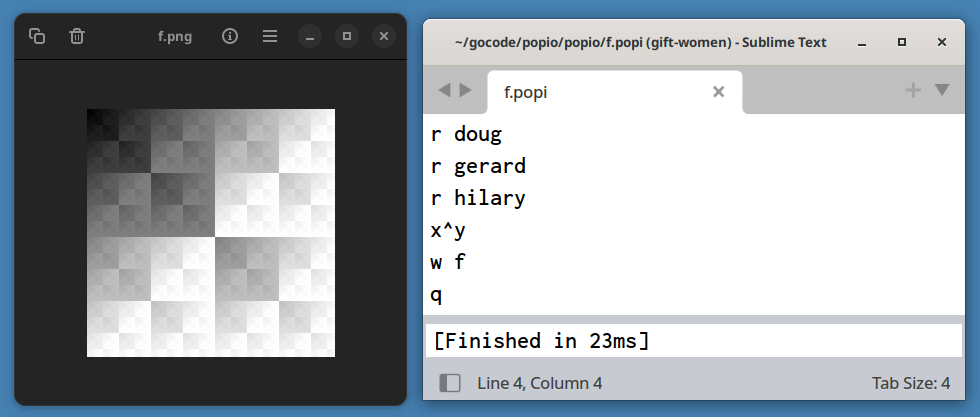 f.png
~/gocode/popio/popio/f.popi (gift-women) - Sublime Text
f.popi
r doug
r gerard
r hilary
x^y
w f
q
[Finished in 23ms]
Line 4, Column 4
Tab Size: 4